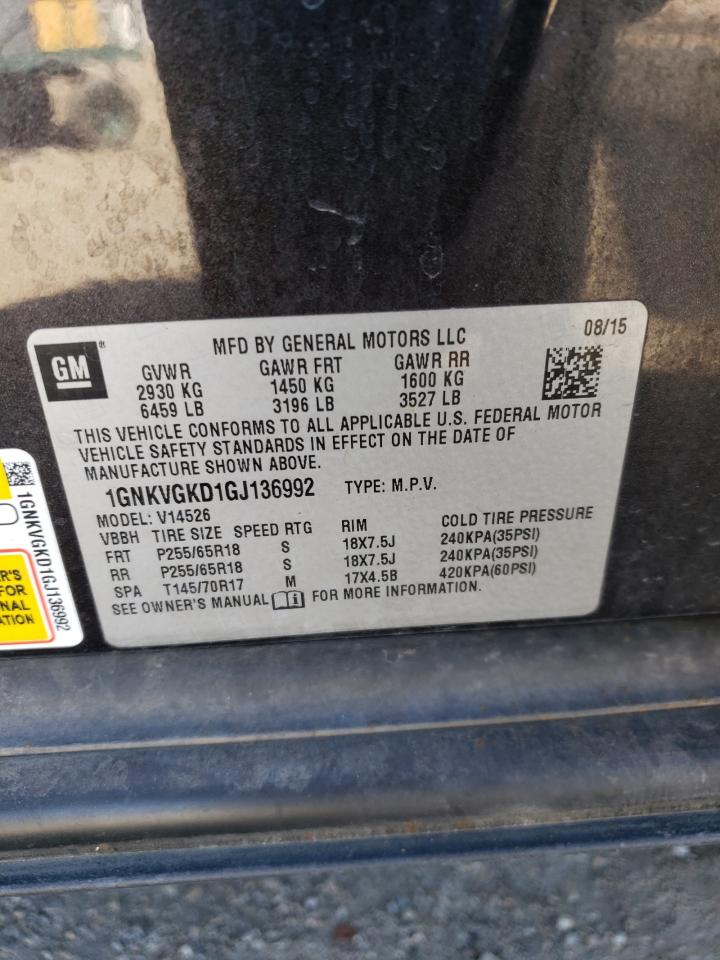 GM
MFD BY GENERAL MOTORS LLC 08/15
GVWR GAWR FRT GAWR RR
2930 KG 1450 KG 1600 KG
6459 LB 3196 LB 3527 LB
THIS VEHICLE CONFORMS TO ALL APPLICABLE U.S. FEDERAL MOTOR
VEHICLE SAFETY STANDARDS IN EFFECT ON THE DATE OF
MANUFACTURE SHOWN ABOVE.
1GNKVGKD1GJ136992 TYPE: M.P.V.
MODEL: V14526
VBBH TIRE SIZE SPEED RTG RIM COLD TIRE PRESSURE
FRT P255/65R18 S 18X7.5J 240KPA(35PSI)
RR P255/65R18 S 18X7.5J 240KPA(35PSI)
SPA T145/70R17 M 17X4.5B 420KPA(60PSI)
SEE OWNER'S MANUAL FOR MORE INFORMATION.
1GNKVGKD1GJ136992
ER'S
FOR
NAL
ATION